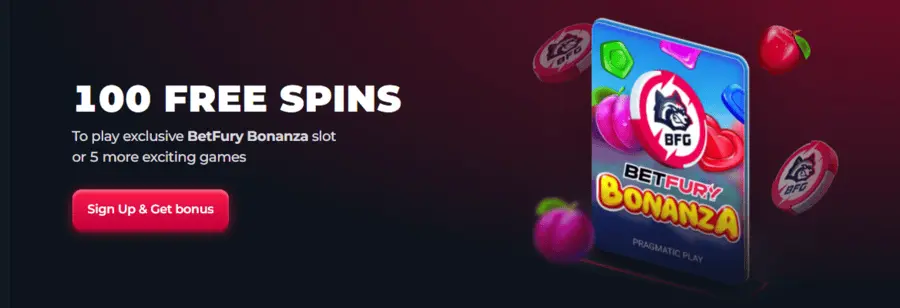 100 FREE SPINS
To play exclusive BetFury Bonanza slot
or 5 more exciting games
Sign Up & Get bonus
BFG
BETFURY
BONANZA
PRAGMATIC PLAY
BFG